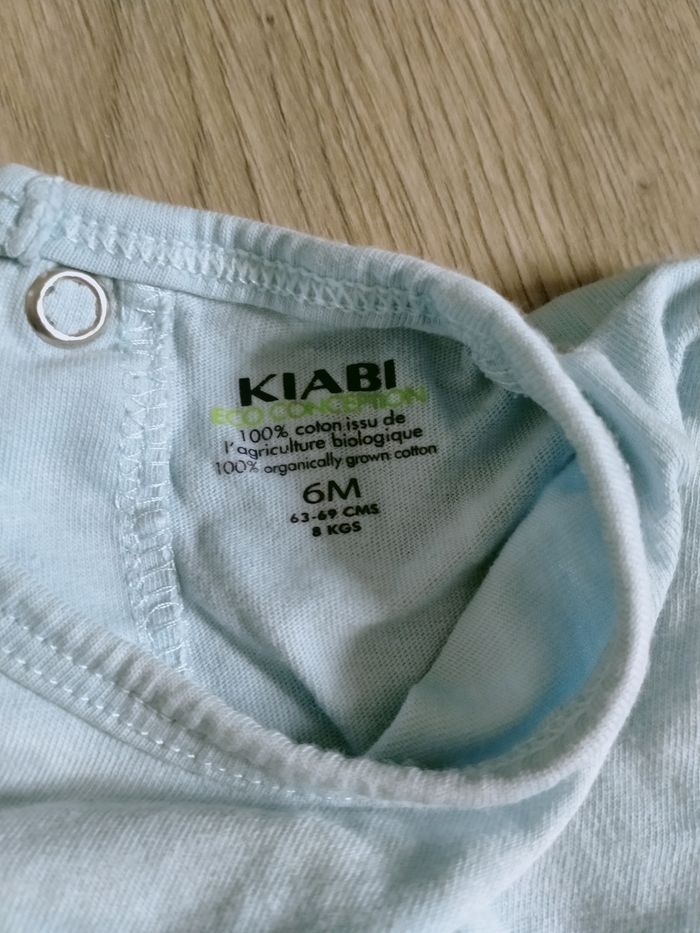 KIABI
ECO CONCEPTION
100% coton issu de
l'agriculture biologique
100% organically grown cotton
6M
63-69 CMS
8 KGS